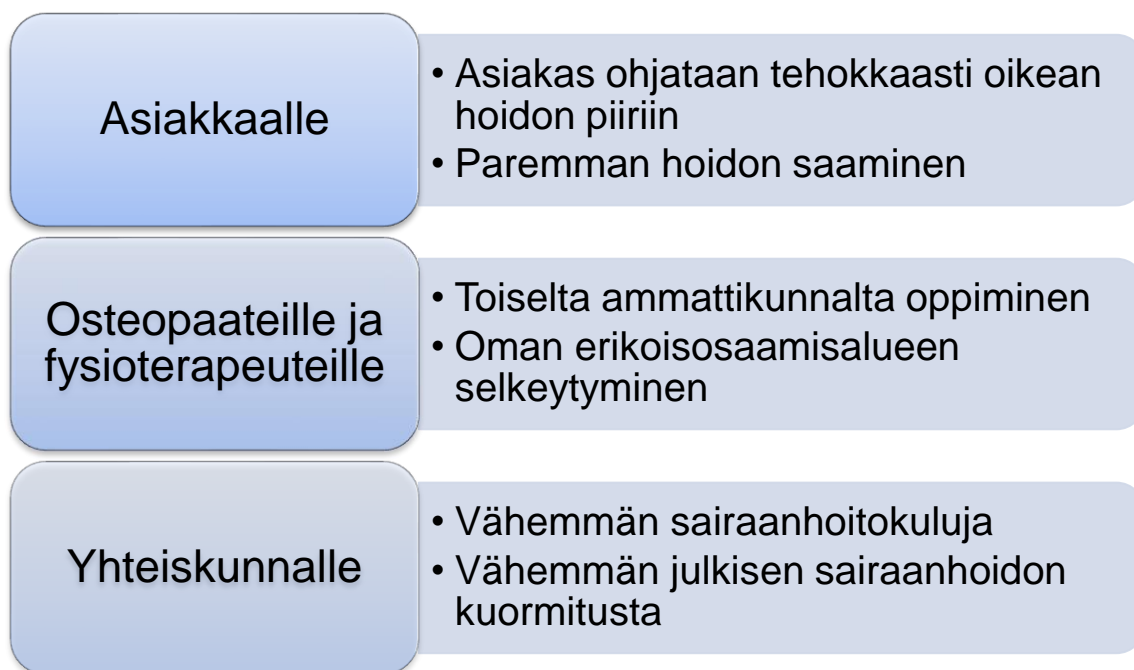 Asiakkaalle
• Asiakas ohjataan tehokkaasti oikean
hoidon piiriin
• Paremman hoidon saaminen
Osteopaateille ja
fysioterapeuteille
• Toiselta ammattikunnalta oppiminen
• Oman erikoisosaamisalueen
selkeytyminen
Yhteiskunnalle
• Vähemmän sairaanhoitokuluja
• Vähemmän julkisen sairaanhoidon
kuormitusta